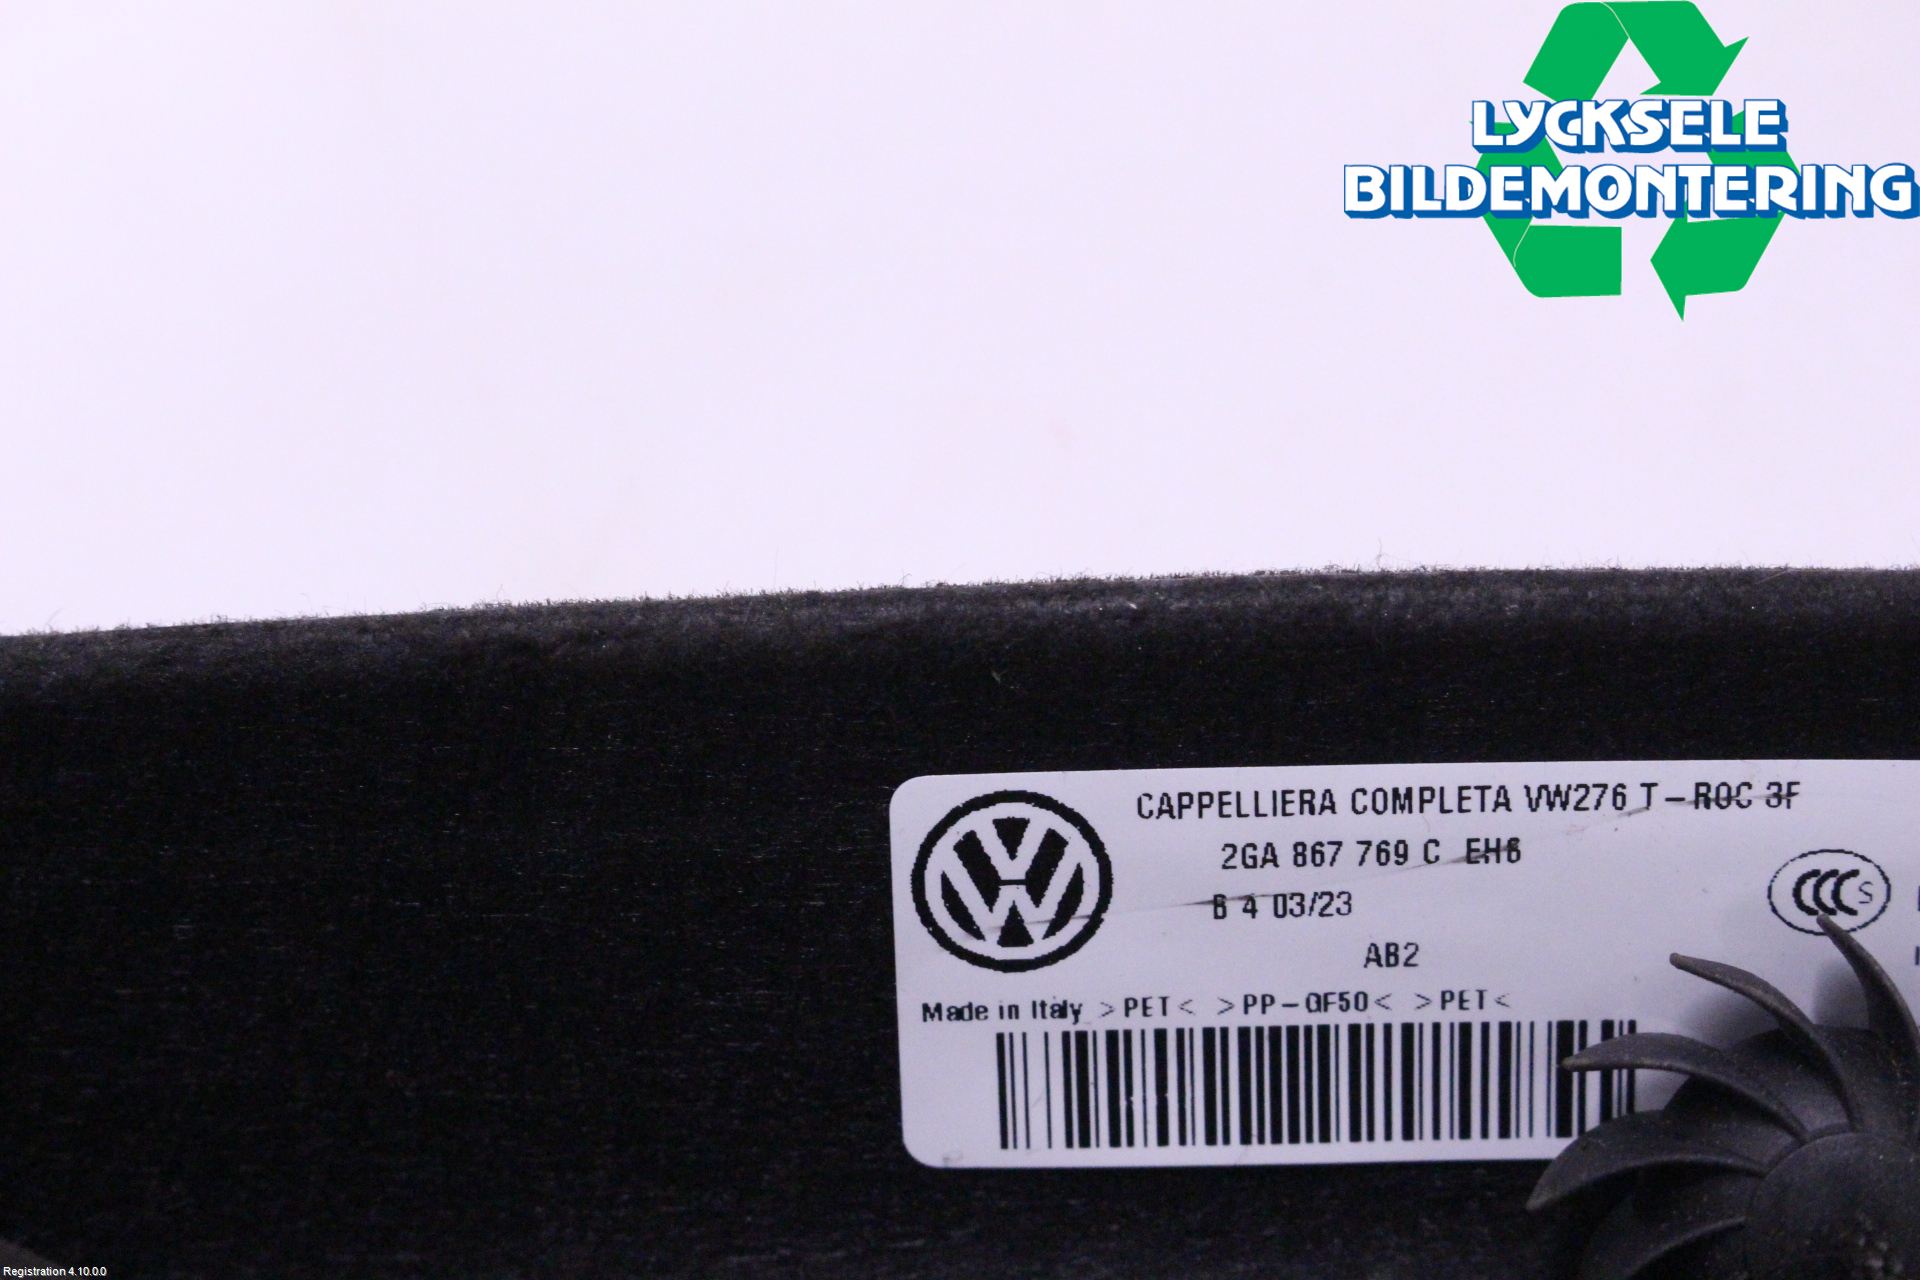 LYCKSELE
BILDEMONTERING
CAPPELLIERA COMPLETA VW276 T-ROC 3F
2GA 867 769 C EH6
B 4 03/23
CCC S
AB2
Made in Italy >PET< >PP-GF50< >PET<
Registration 4.10.0.0